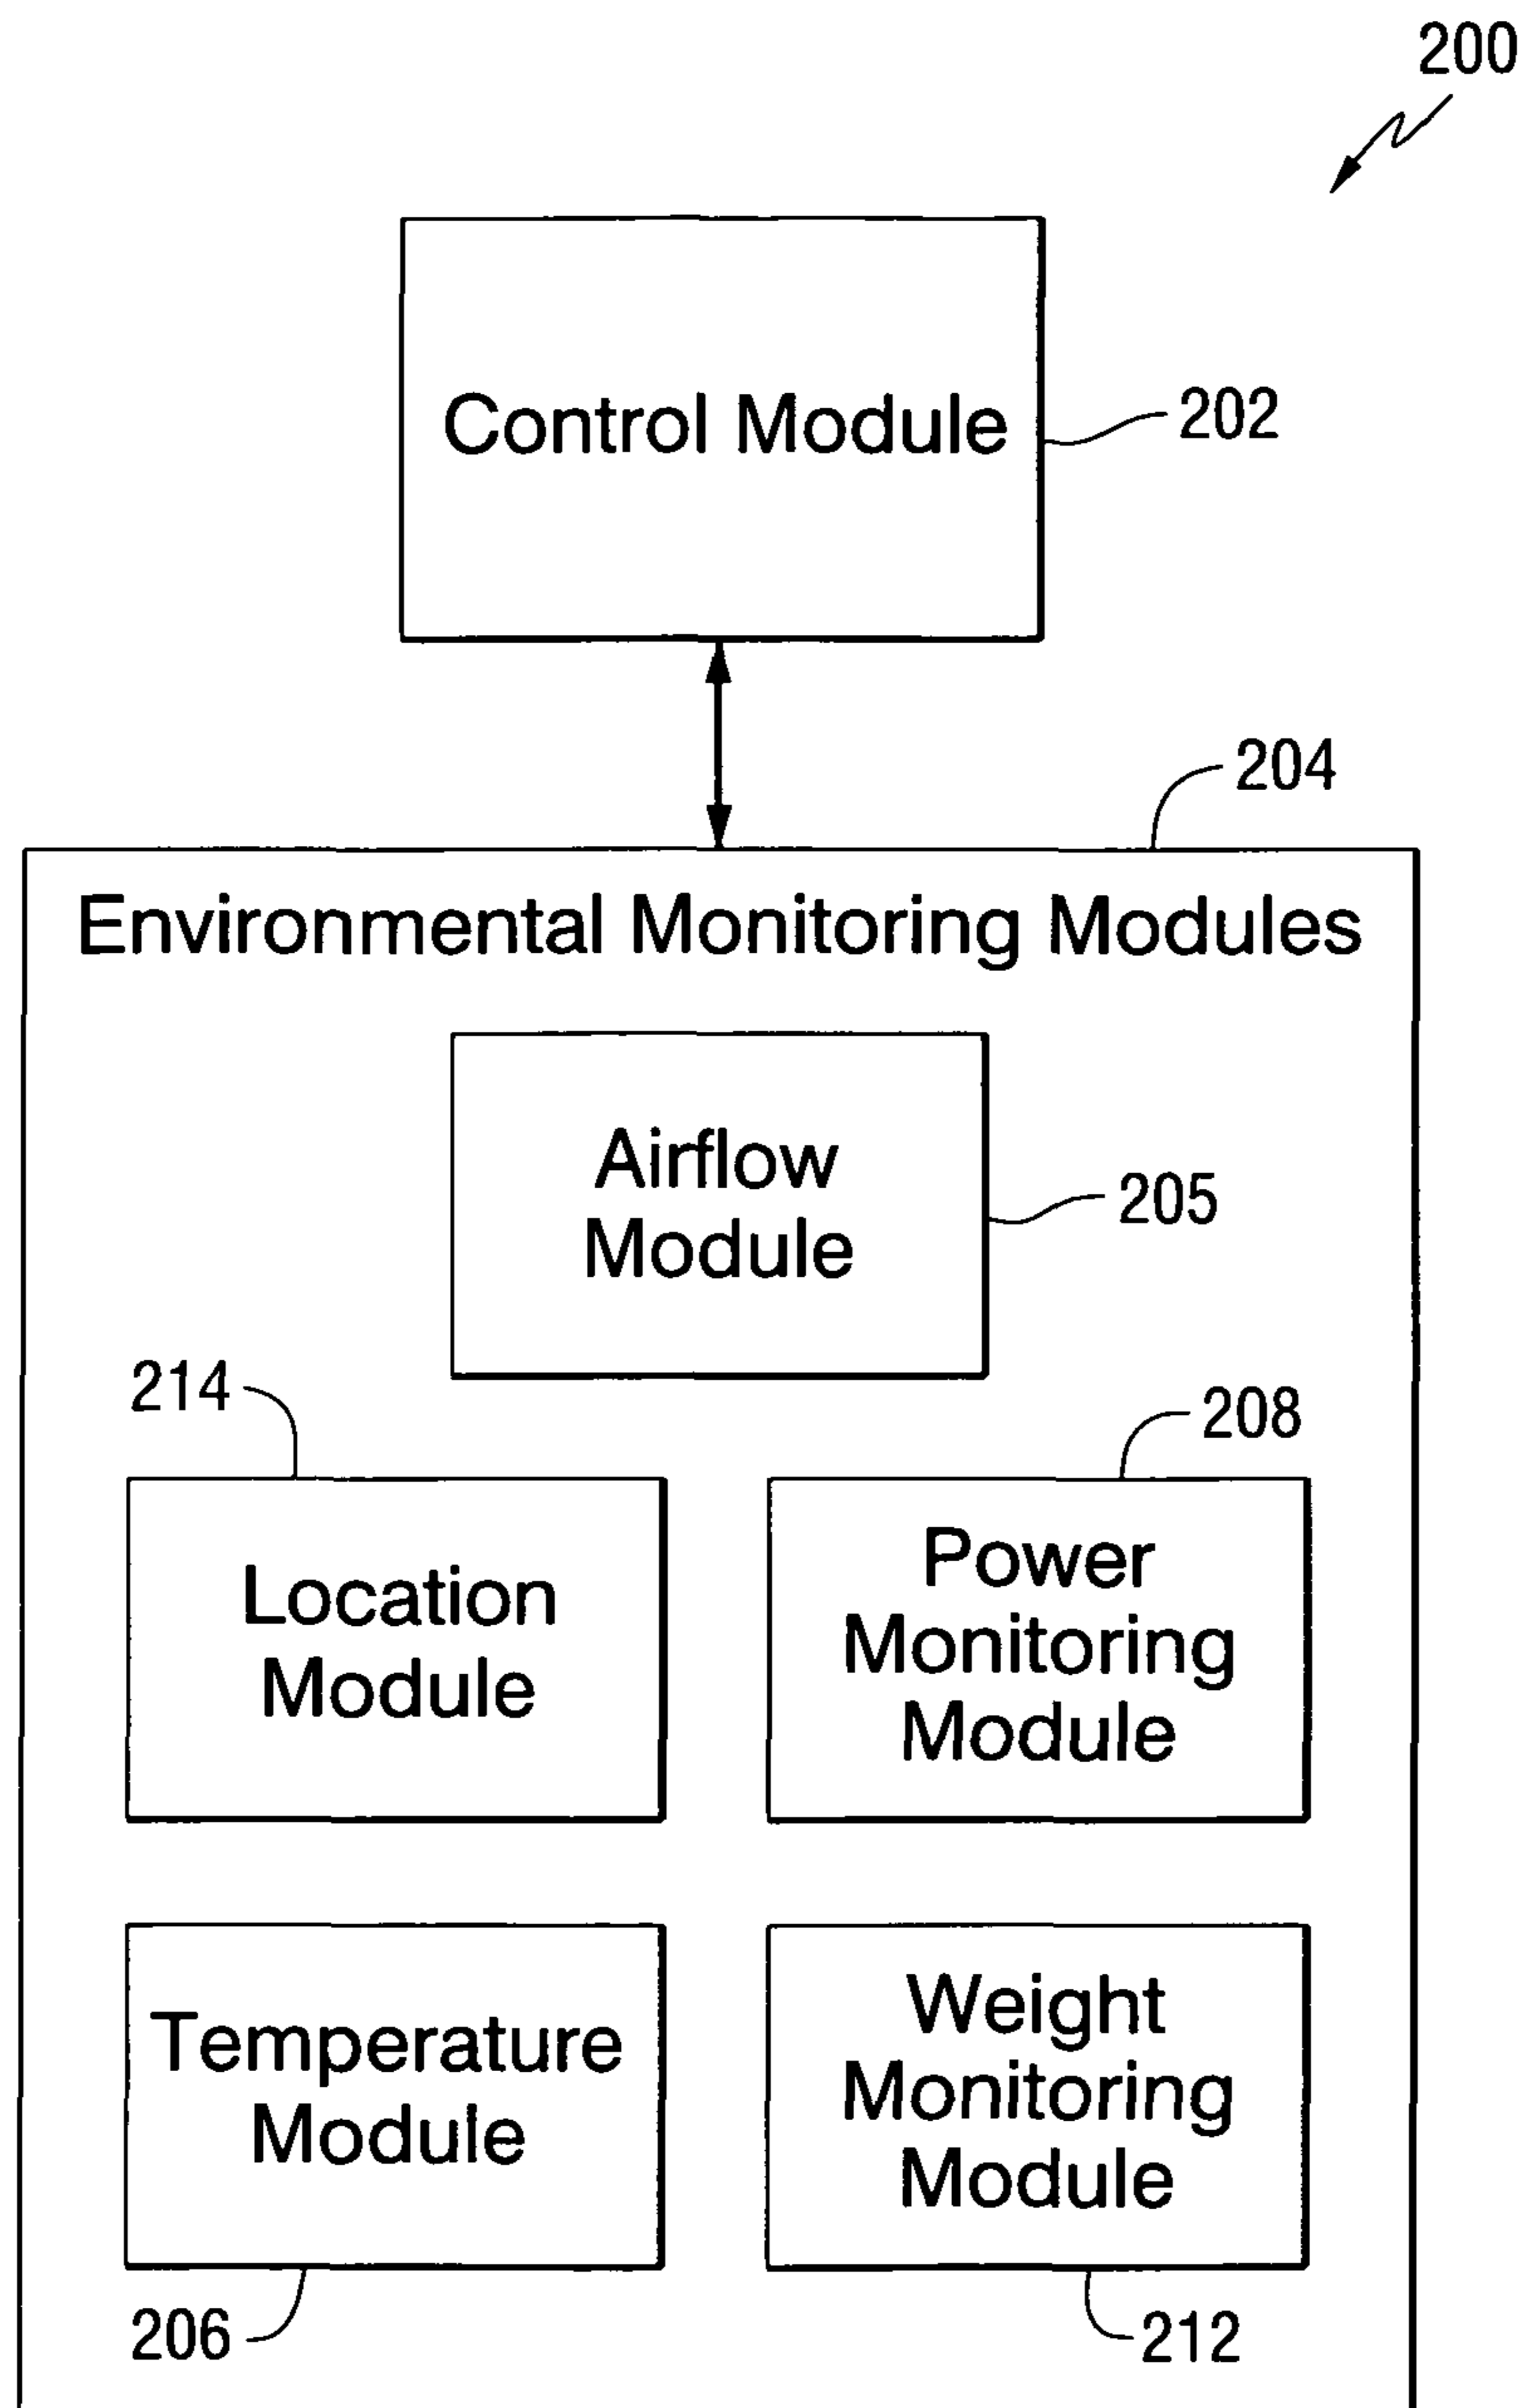 200
Control Module
202
204
Environmental Monitoring Modules
Airflow
Module
205
214
208
Location
Module
Power
Monitoring
Module
Temperature
Module
Weight
Monitoring
Module
206
212